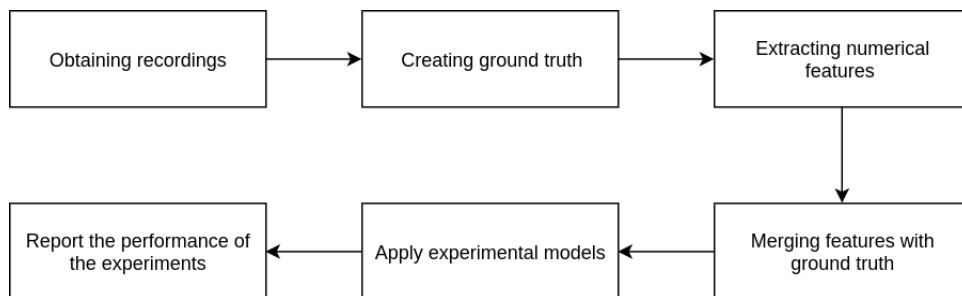 Obtaining recordings
Creating ground truth
Extracting numerical
features
Merging features with
ground truth
Apply experimental models
Report the performance of
the experiments